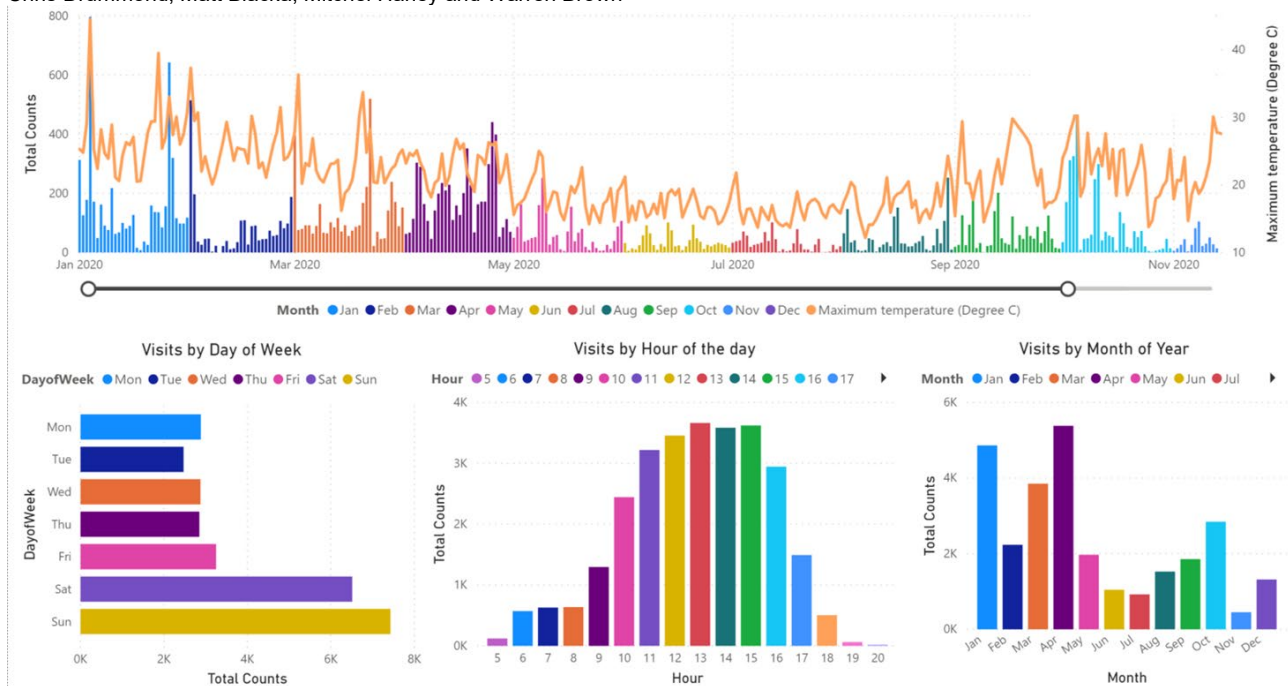 800
600
400
200
0
Total Counts
40
30
20
10
Maximum temperature (Degree C)
Jan 2020 Mar 2020 May 2020 Jul 2020 Sep 2020 Nov 2020
Month Jan Feb Mar Apr May Jun Jul Aug Sep Oct Nov Dec Maximum temperature (Degree C)
Visits by Day of Week
DayofWeek Mon Tue Wed Thu Fri Sat Sun
DayofWeek
Mon
Tue
Wed
Thu
Fri
Sat
Sun
0K 2K 4K 6K 8K
Total Counts
Visits by Hour of the day
Hour 5 6 7 8 9 10 11 12 13 14 15 16 17
4K
3K
2K
1K
0K
Total Counts
5 6 7 8 9 10 11 12 13 14 15 16 17 18 19 20
Hour
Visits by Month of Year
Month Jan Feb Mar Apr May Jun Jul
6K
4K
2K
0K
Total Counts
Jan Feb Mar Apr May Jun Jul Aug Sep Oct Nov Dec
Month